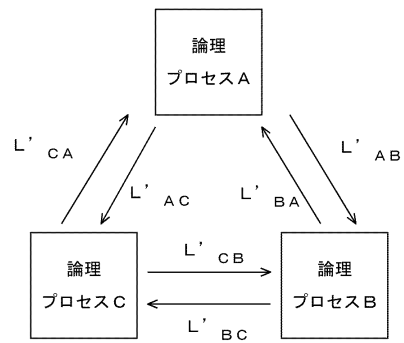 論理
プロセスA
L' CA
L' AB
L' AC
L' BA
論理
プロセスC
L' CB
論理
プロセスB
L' BC